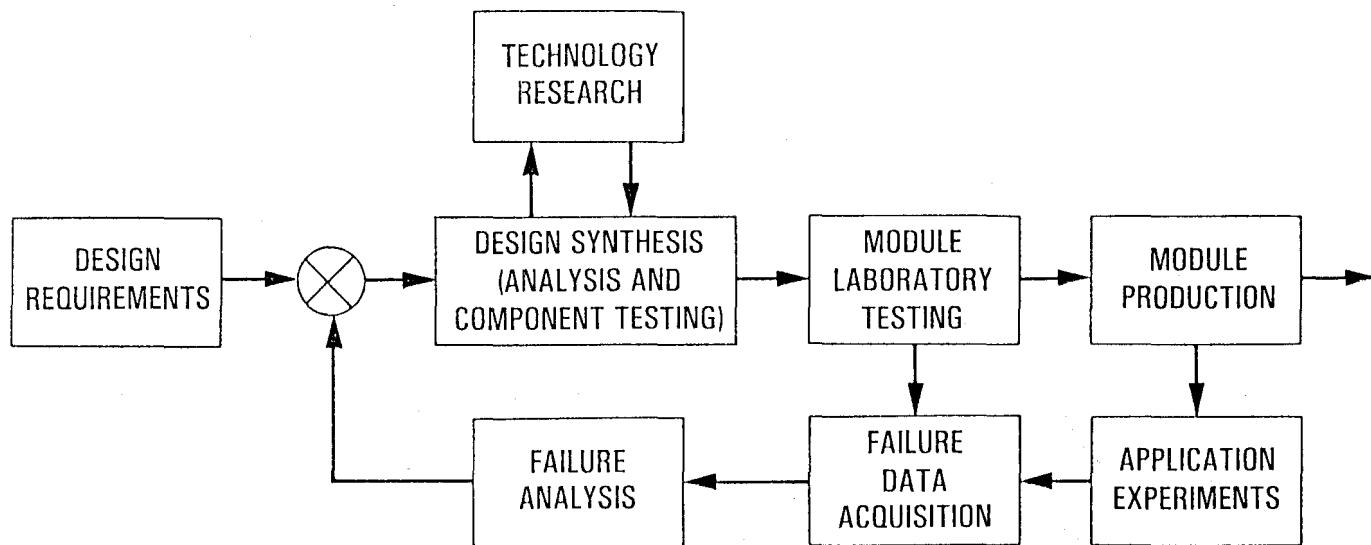 TECHNOLOGY
RESEARCH
DESIGN
REQUIREMENTS
DESIGN SYNTHESIS
(ANALYSIS AND
COMPONENT TESTING)
MODULE
LABORATORY
TESTING
MODULE
PRODUCTION
FAILURE
ANALYSIS
FAILURE
DATA
ACQUISITION
APPLICATION
EXPERIMENTS